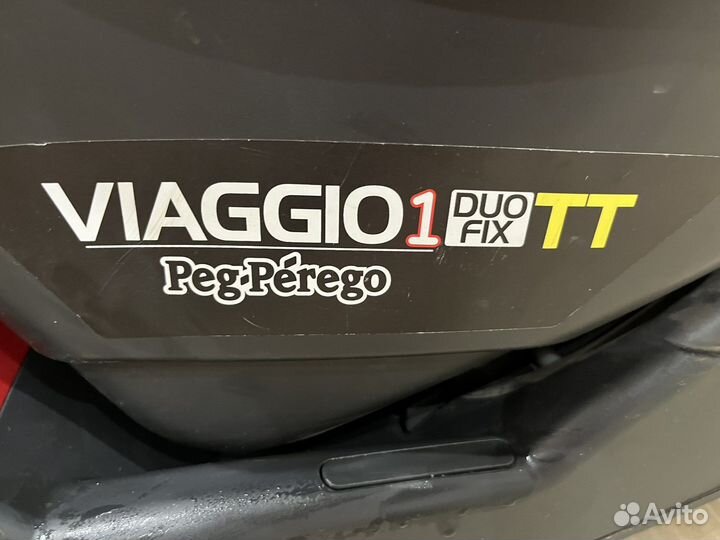 VIAGGIO1 DUO FIX TT
Peg-Pérego
Avito